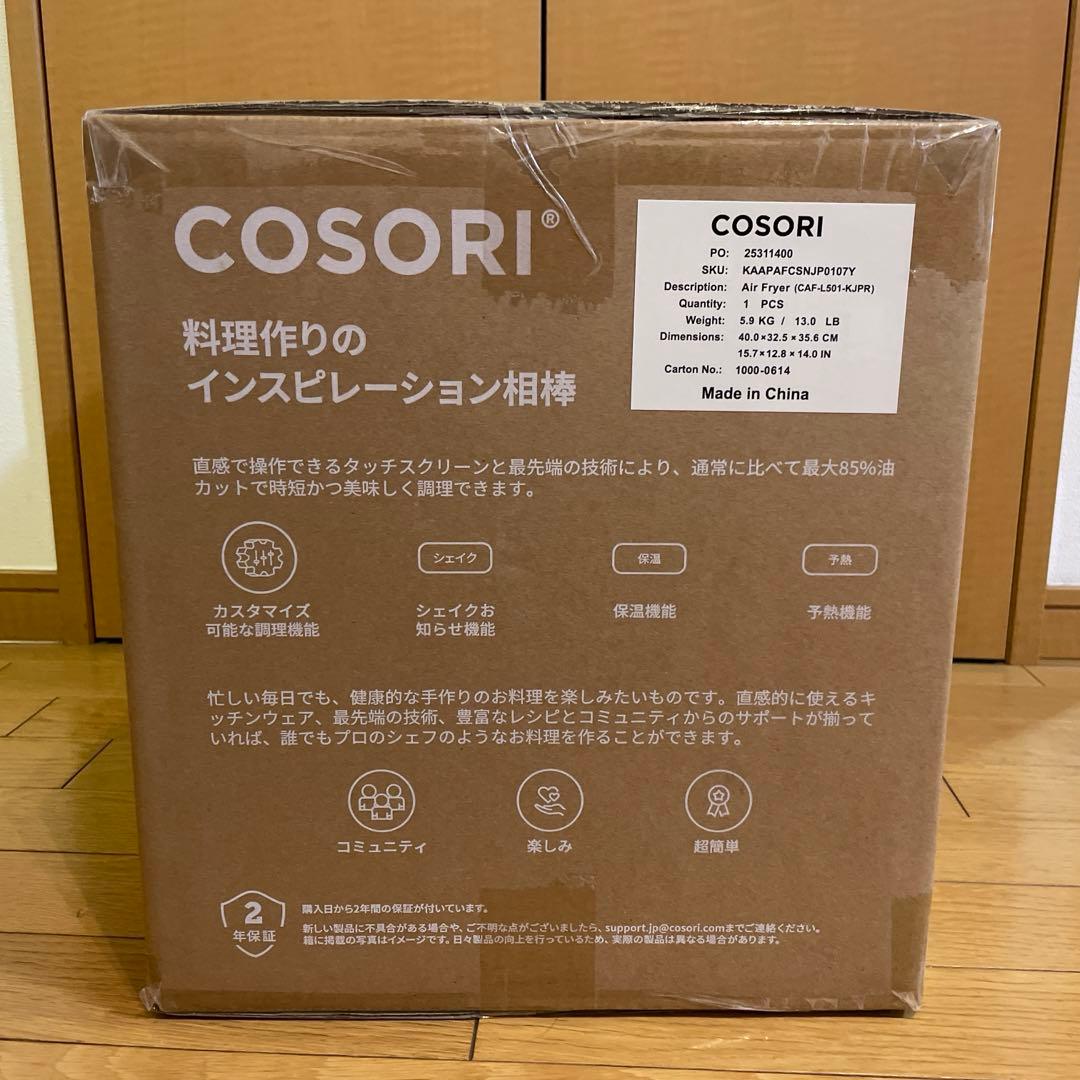 COSORI®
料理作りの
インスピレーション相棒
COSORI
PO: 25311400
SKU: KAAPAFCSNJP0107Y
Description: Air Fryer (CAF-L501-KJPR)
Quantity: 1 PCS
Weight: 5.9 KG / 13.0 LB
Dimensions: 40.0×32.5×35.6 CM
15.7×12.8×14.0 IN
Carton No.: 1000-0614
Made in China
直感で操作できるタッチスクリーンと最先端の技術により、通常に比べて最大85%油
カットで時短かつ美味しく調理できます。
シェイク 保温 予熱
カスタマイズ シェイクお 保温機能 予熱機能
可能な調理機能 知らせ機能
忙しい毎日でも、健康的な手作りのお料理を楽しみたいものです。直感的に使えるキ
ッチンウェア、最先端の技術、豊富なレシピとコミュニティからのサポートが揃って
いれば、誰でもプロのシェフのようなお料理を作ることができます。
コミュニティ 楽しみ 超簡単
2
年保証
購入日から2年間の保証が付いています。
新しい製品に不具合がある場合や、ご不明な点がございましたら、support.jp@cosori.comまでご連絡ください。
箱に掲載の写真はイメージです。日々製品の向上を行っているため、実際の製品は異なる場合があります。